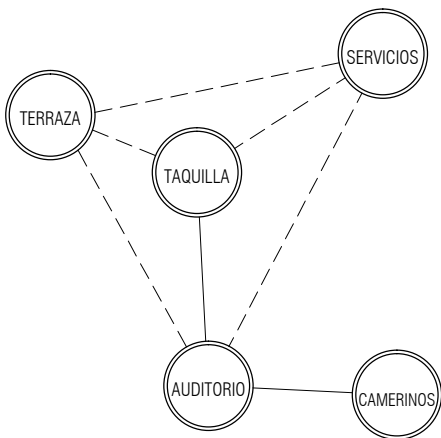 SERVICIOS
TERRAZA
TAQUILLA
AUDITORIO
CAMERINOS